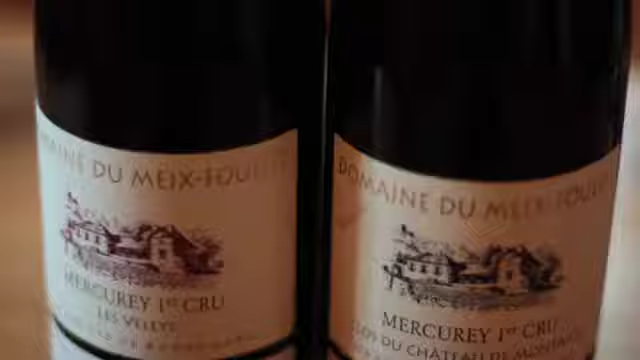 DU MEIX-FOULOT
MERCUREY 1er CRU
LES VELEYS
DOMAINE DU MEIX-FOULOT
MERCUREY 1er CRU
CLOS DU CHÂTEAU DE MONTAIGU